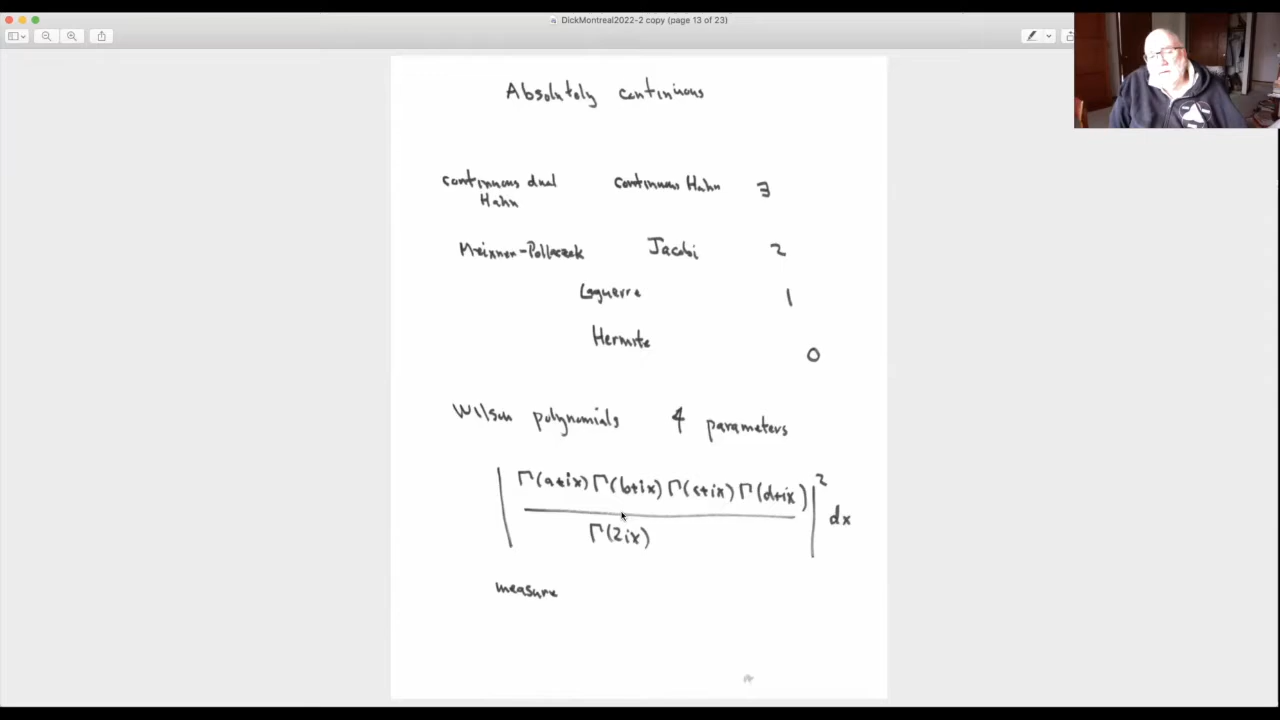 DickMontreal2022-2 copy (page 13 of 23)
Absolutely continuous
continuous dual Hahn continuous Hahn 3
Meixner-Pollaczek Jacobi 2
Laguerre 1
Hermite 0
Wilson polynomials 4 parameters
| Γ(a+ix) Γ(b+ix) Γ(c+ix) Γ(d+ix) / Γ(2ix) |² dx
measure